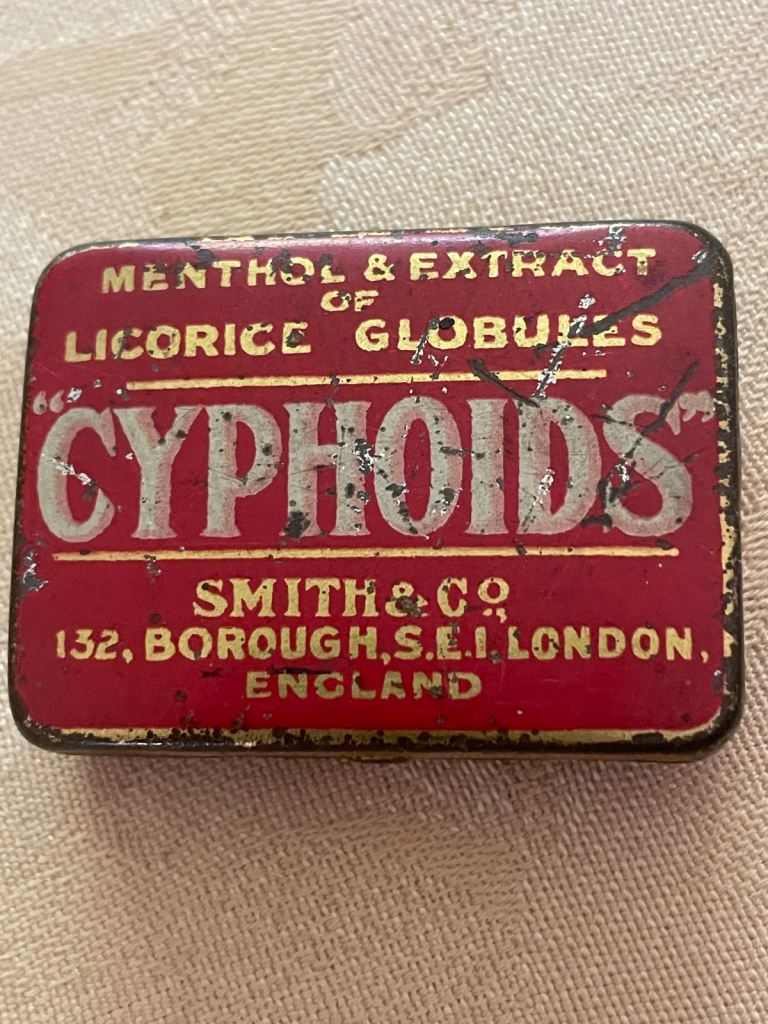 MENTHOL & EXTRACT
OF
LICORICE GLOBULES
"CYPHOIDS"
SMITH & Co,
132, BOROUGH, S.E.1, LONDON,
ENGLAND